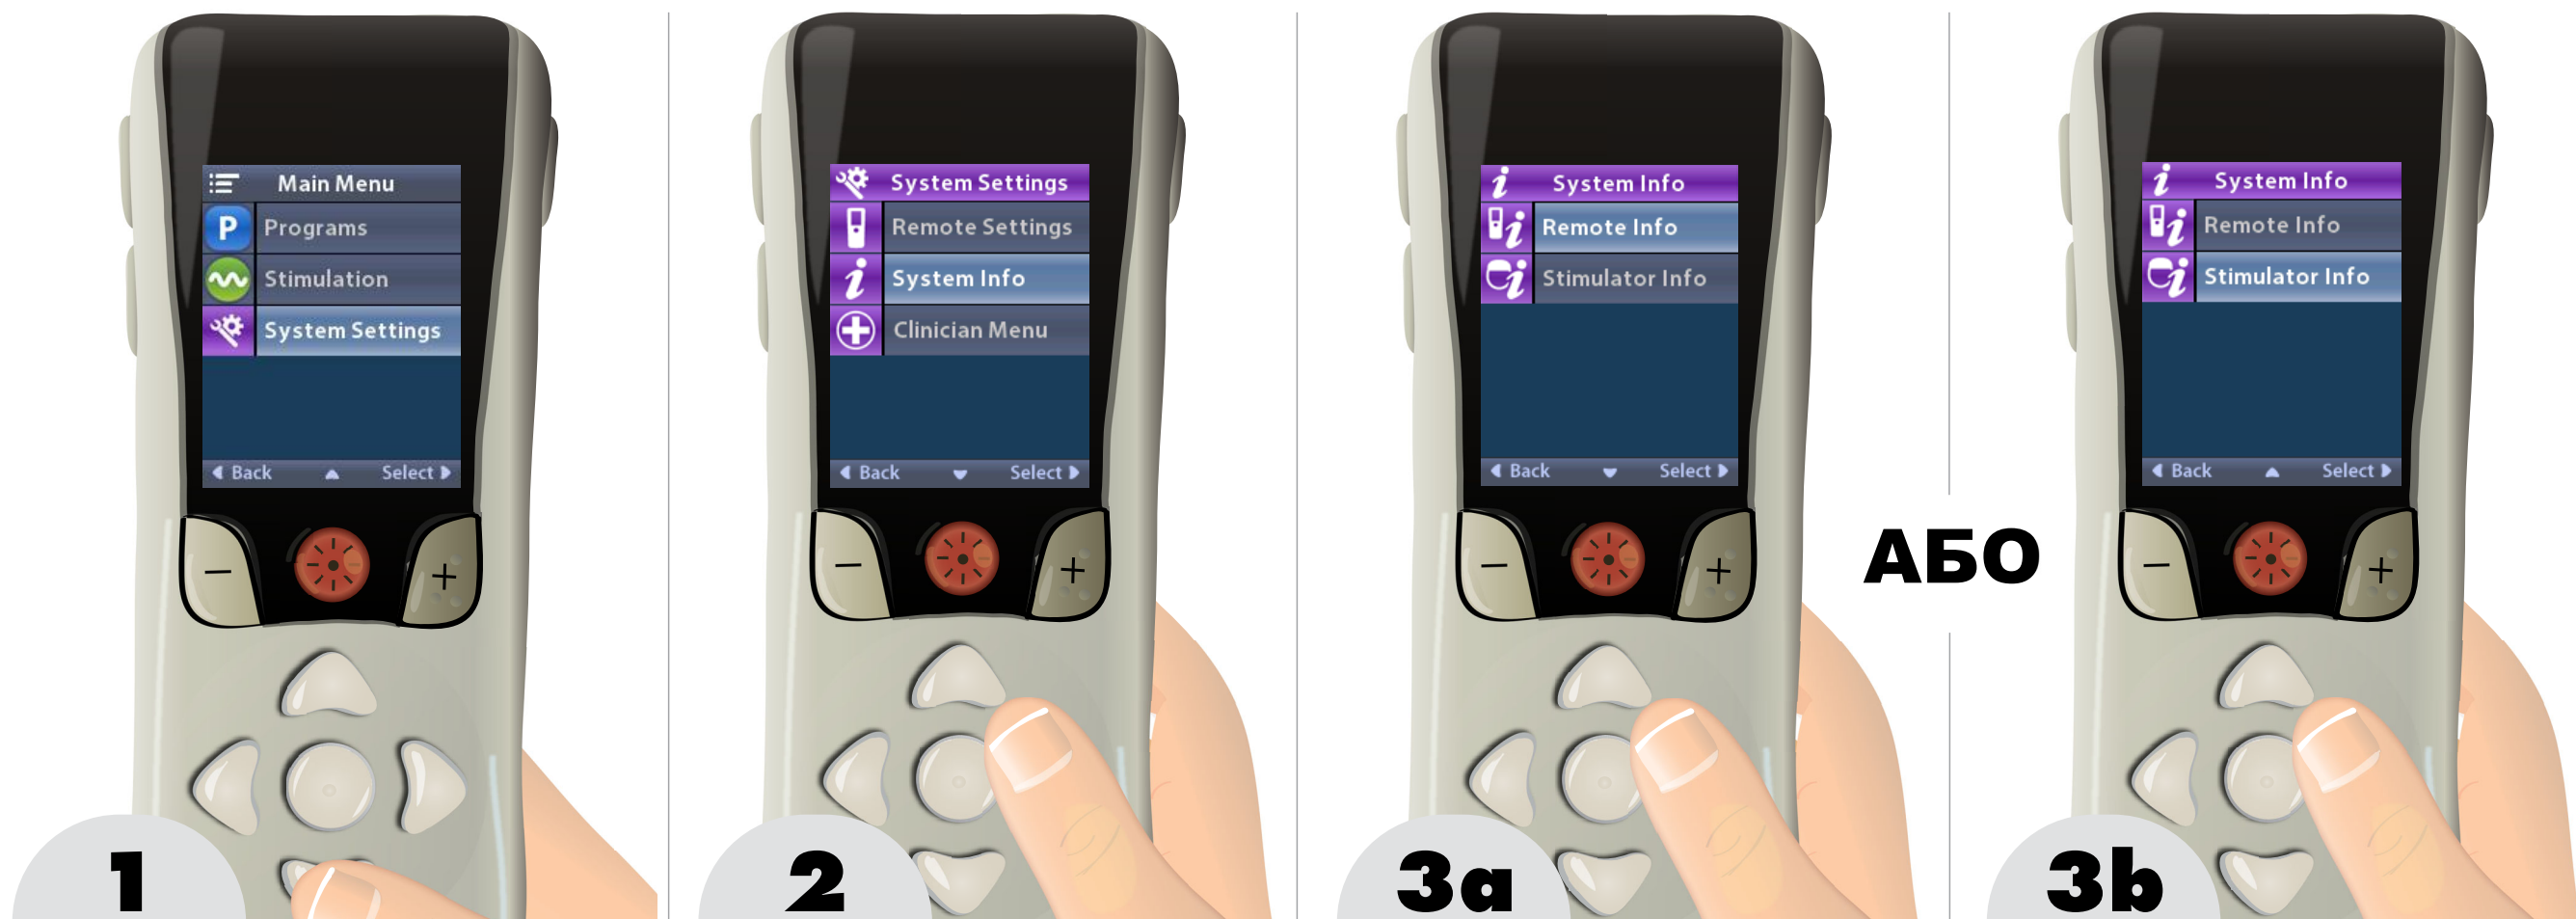 Main Menu
P
Programs
Stimulation
System Settings
Back
Select
−
+
1
System Settings
Remote Settings
i
System Info
Clinician Menu
Back
Select
−
+
2
i
System Info
i
Remote Info
i
Stimulator Info
Back
Select
−
+
3a
АБО
i
System Info
i
Remote Info
i
Stimulator Info
Back
Select
−
+
3b